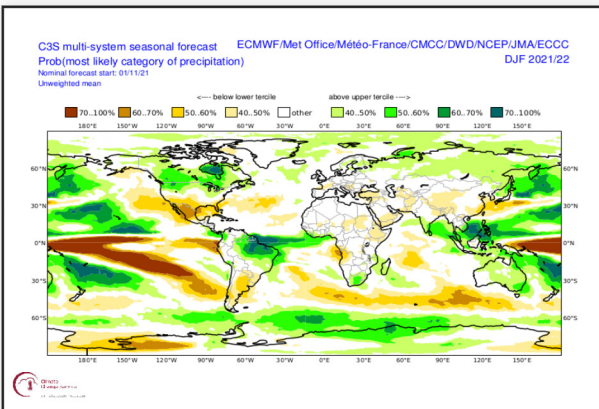 C3S multi-system seasonal forecast ECMWF/Met Office/Météo-France/CMCC/DWD/NCEP/JMA/ECCC
Prob(most likely category of precipitation) DJF 2021/22
Nominal forecast start: 01/11/21
Unweighted mean
<---- below lower tercile above upper tercile ---->
70..100% 60..70% 50..60% 40..50% other 40..50% 50..60% 60..70% 70..100%
180°E 150°W 120°W 90°W 60°W 30°W 0°E 30°E 60°E 90°E 120°E 150°E
60°N 60°N
30°N 30°N
0°N 0°N
30°S 30°S
60°S 60°S
180°E 150°W 120°W 90°W 60°W 30°W 0°E 30°E 60°E 90°E 120°E 150°E
Climate